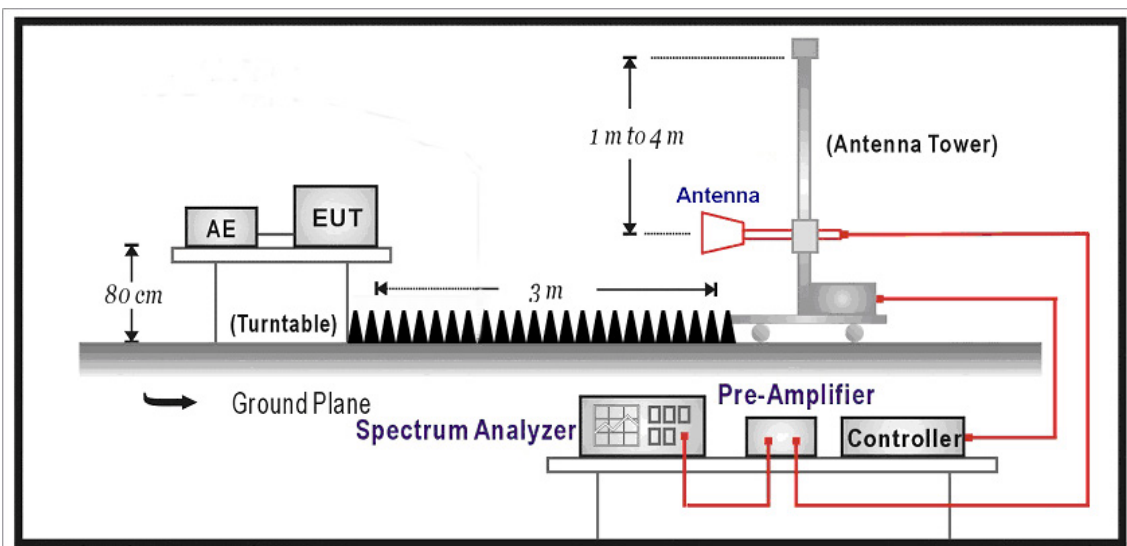 1 m to 4 m
(Antenna Tower)
Antenna
AE
EUT
80 cm
3 m
(Turntable)
Ground Plane
Pre-Amplifier
Spectrum Analyzer
Controller